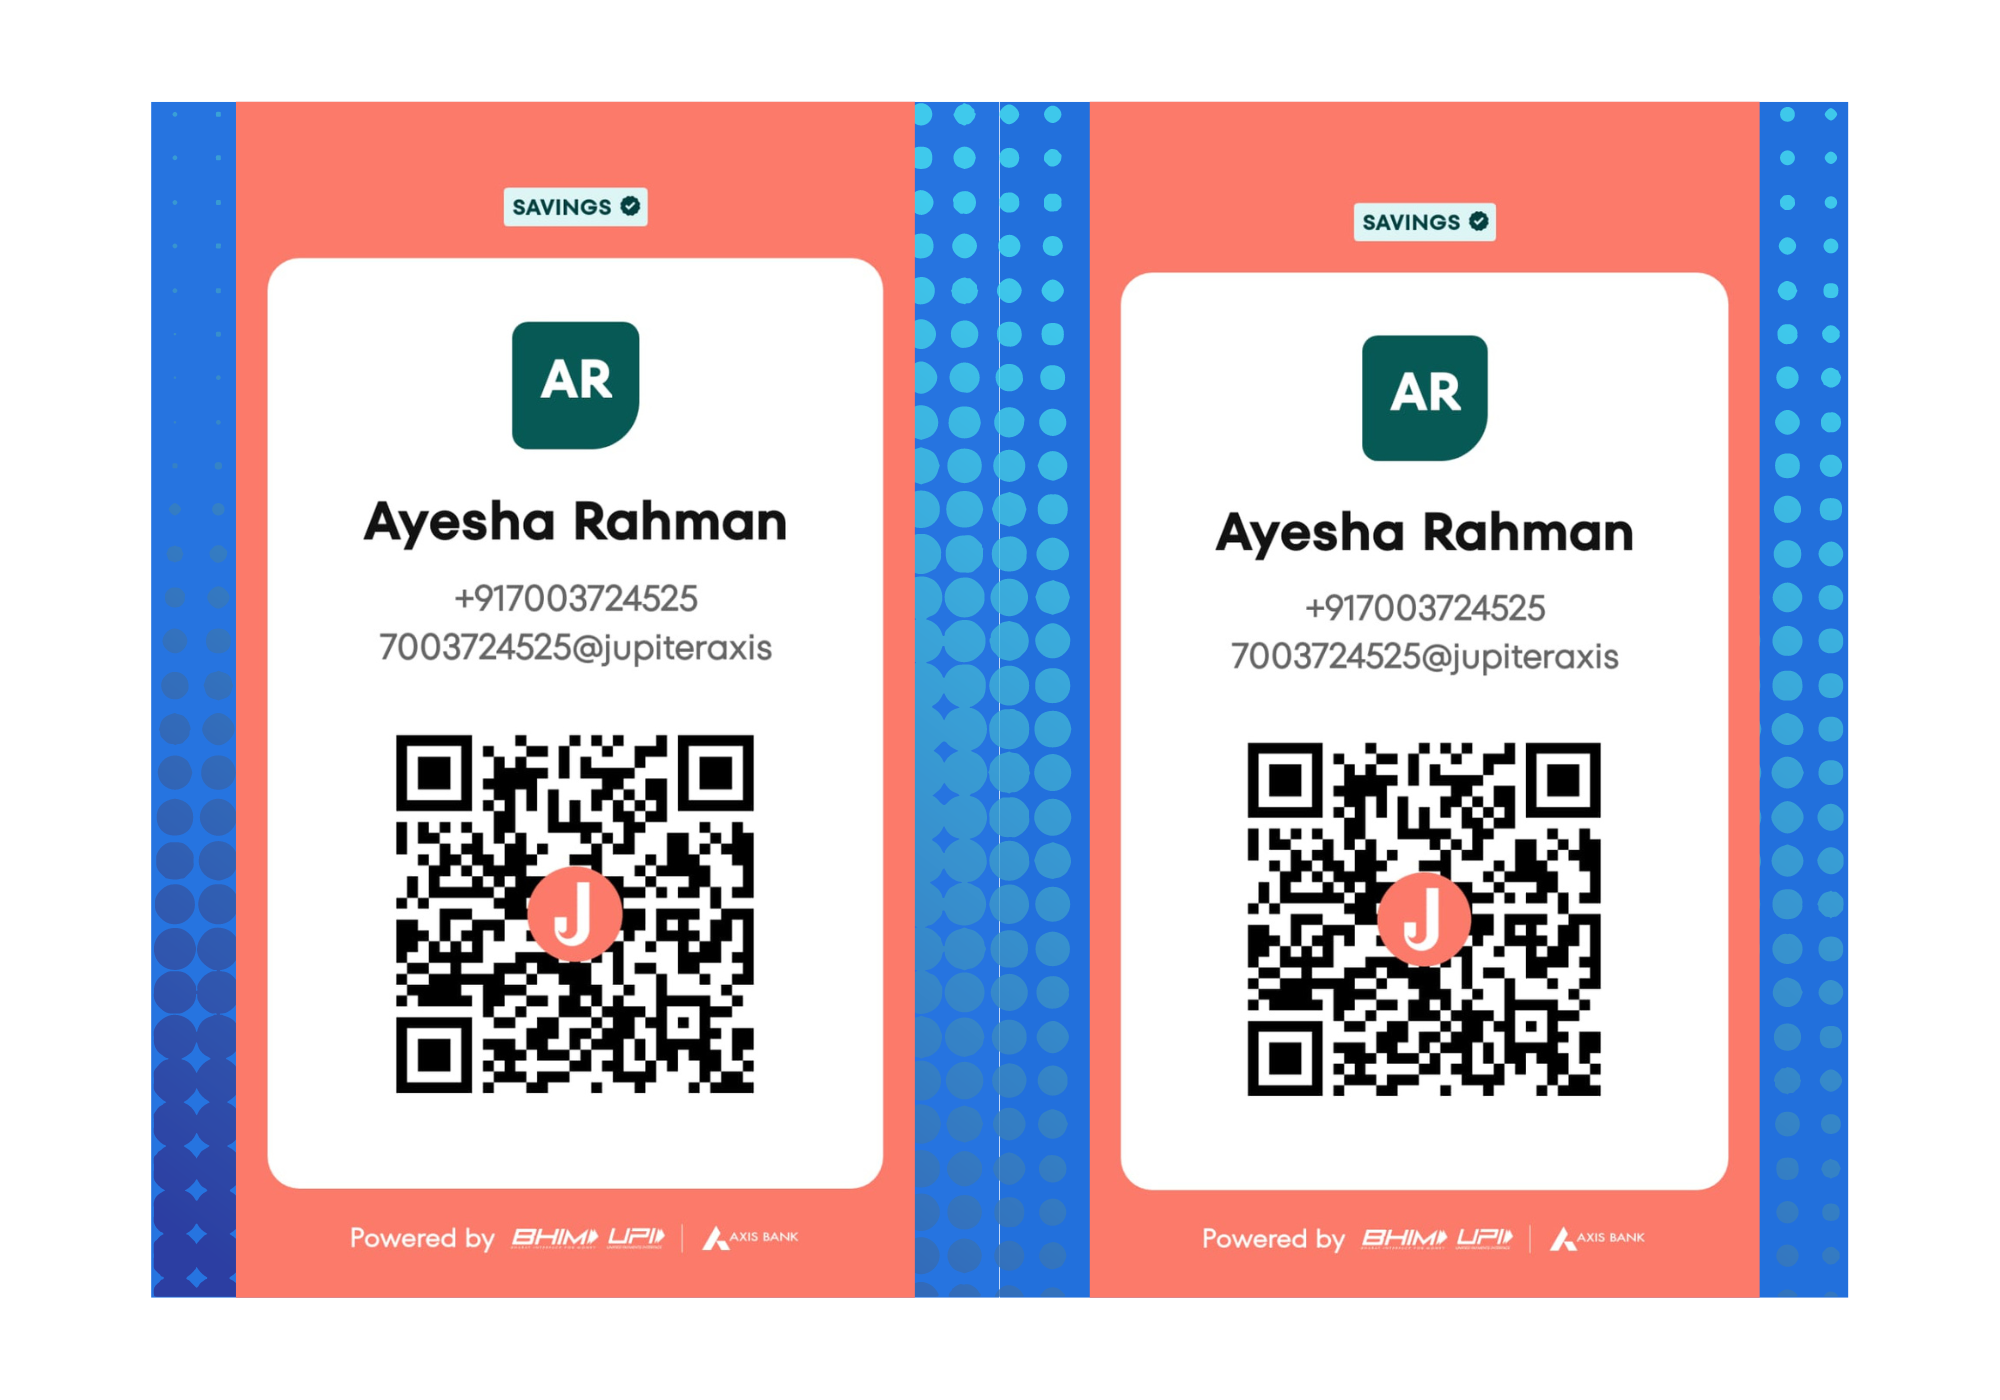 SAVINGS
AR
Ayesha Rahman
+917003724525
7003724525@jupiteraxis
J
Powered by BHIM UPI AXIS BANK
SAVINGS
AR
Ayesha Rahman
+917003724525
7003724525@jupiteraxis
J
Powered by BHIM UPI AXIS BANK